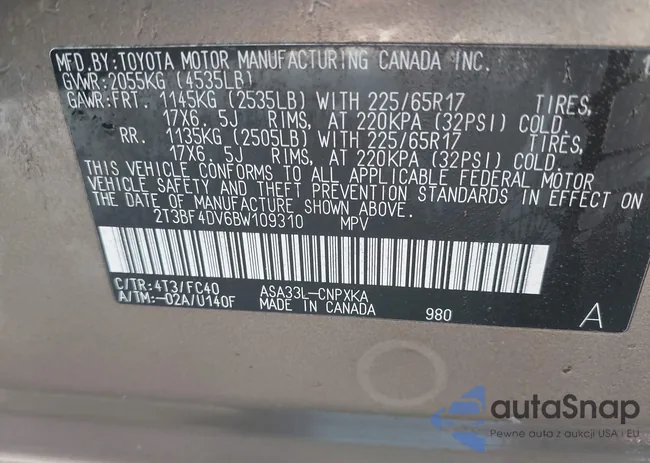 MFD.BY:TOYOTA MOTOR MANUFACTURING CANADA INC.
GVWR:2055KG (4535LB)
GAWR:FRT. 1145KG (2535LB) WITH 225/65R17 TIRES,
17X6.5J RIMS, AT 220KPA (32PSI) COLD.
RR. 1135KG (2505LB) WITH 225/65R17 TIRES,
17X6.5J RIMS, AT 220KPA (32PSI) COLD.
THIS VEHICLE CONFORMS TO ALL APPLICABLE FEDERAL MOTOR
VEHICLE SAFETY AND THEFT PREVENTION STANDARDS IN EFFECT ON
THE DATE OF MANUFACTURE SHOWN ABOVE.
2T3BF4DV6BW109310 MPV
C/TR:4T3/FC40 ASA33L-CNPXKA
A/TM:-02A/U140F MADE IN CANADA 980 A
autoSnap
Pewne auto z aukcji USA i EU